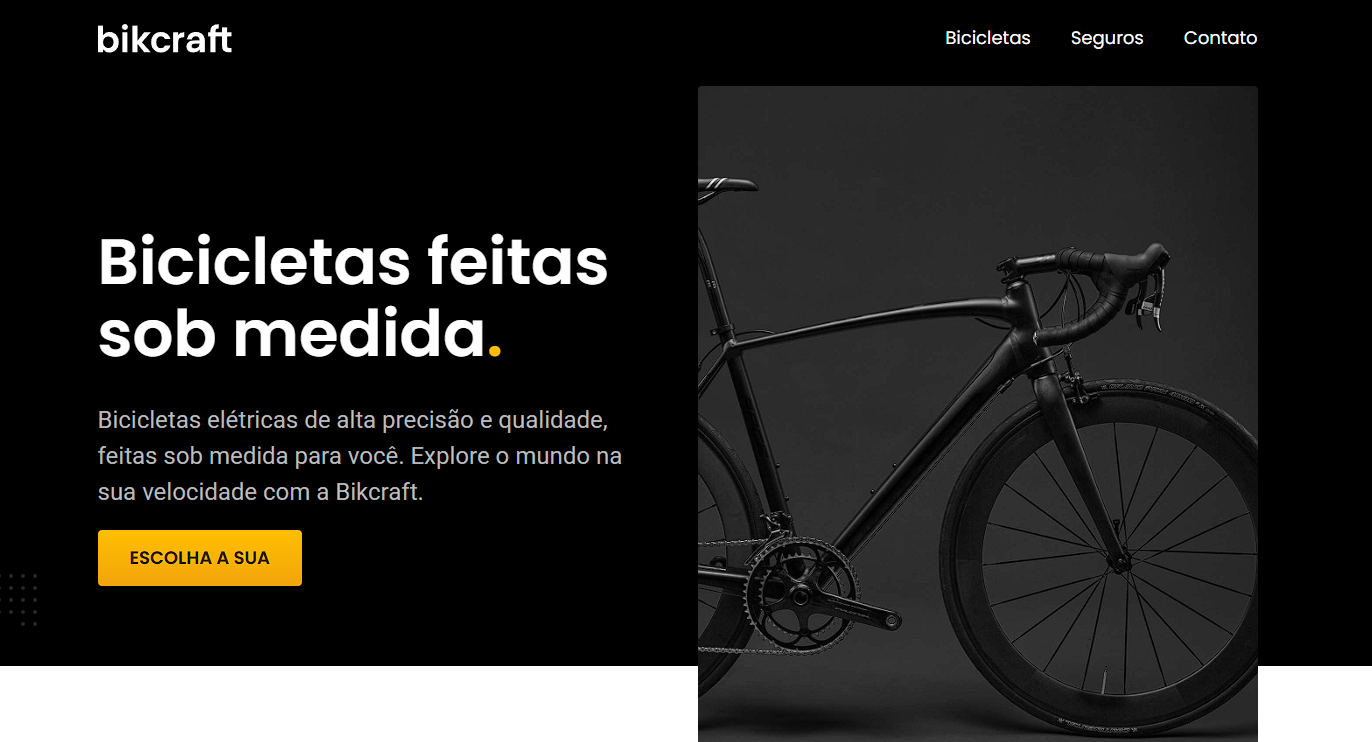 bikcraft
Bicicletas Seguros Contato
Bicicletas feitas
sob medida.
Bicicletas elétricas de alta precisão e qualidade,
feitas sob medida para você. Explore o mundo na
sua velocidade com a Bikcraft.
ESCOLHA A SUA